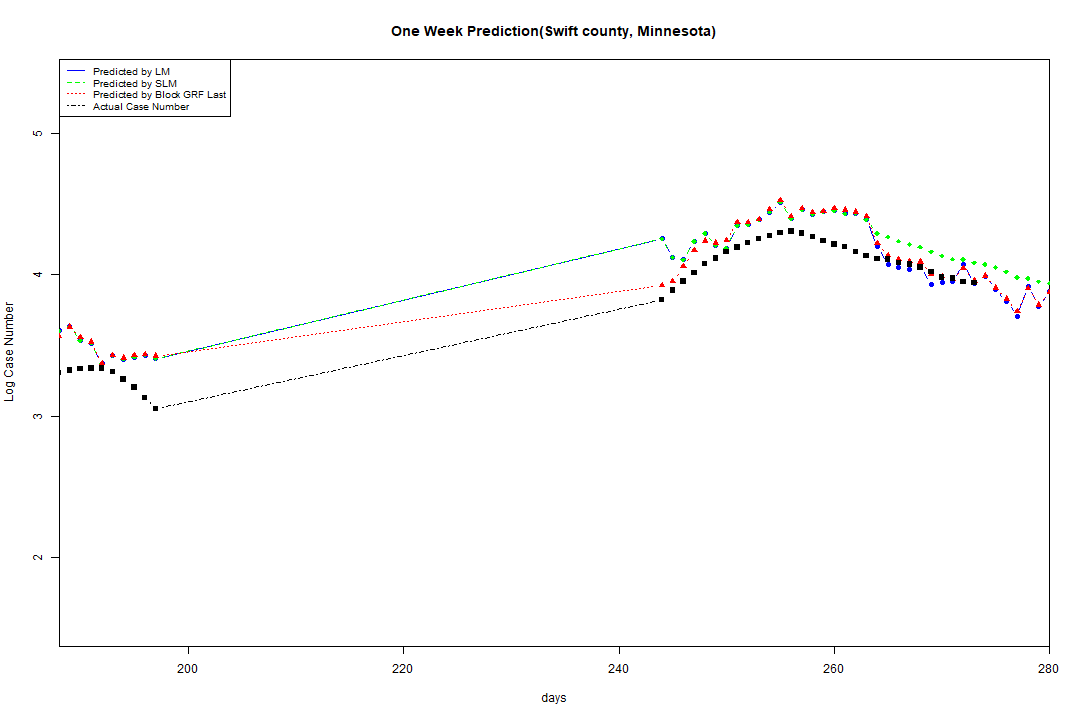 One Week Prediction(Swift county, Minnesota)
Predicted by LM
Predicted by SLM
Predicted by Block GRF Last
Actual Case Number
5
4
3
2
Log Case Number
200 220 240 260 280
days